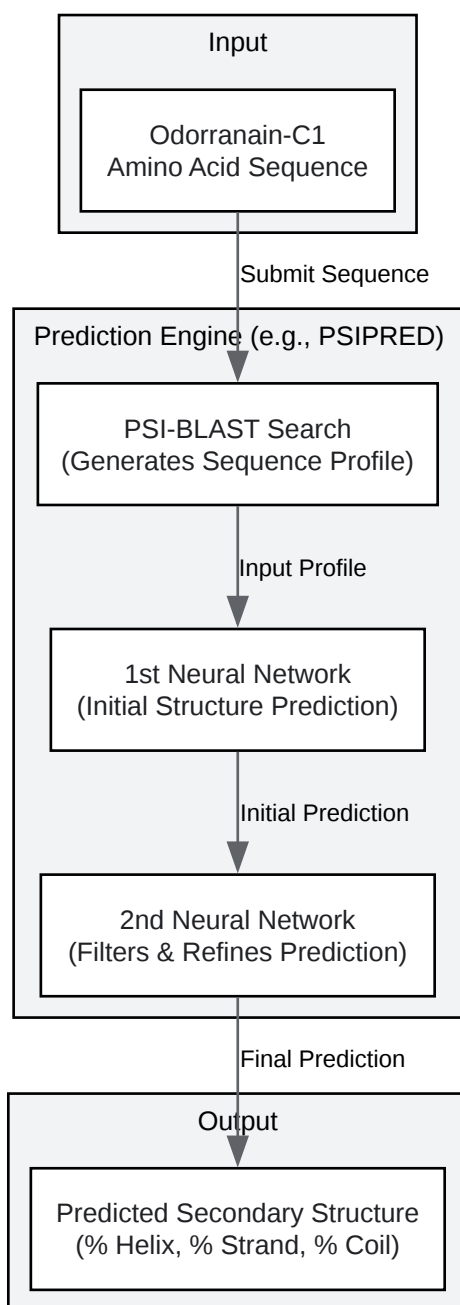 Input
Odorranain-C1
Amino Acid Sequence
Submit Sequence
Prediction Engine (e.g., PSIPRED)
PSI-BLAST Search
(Generates Sequence Profile)
Input Profile
1st Neural Network
(Initial Structure Prediction)
Initial Prediction
2nd Neural Network
(Filters & Refines Prediction)
Final Prediction
Output
Predicted Secondary Structure
(% Helix, % Strand, % Coil)